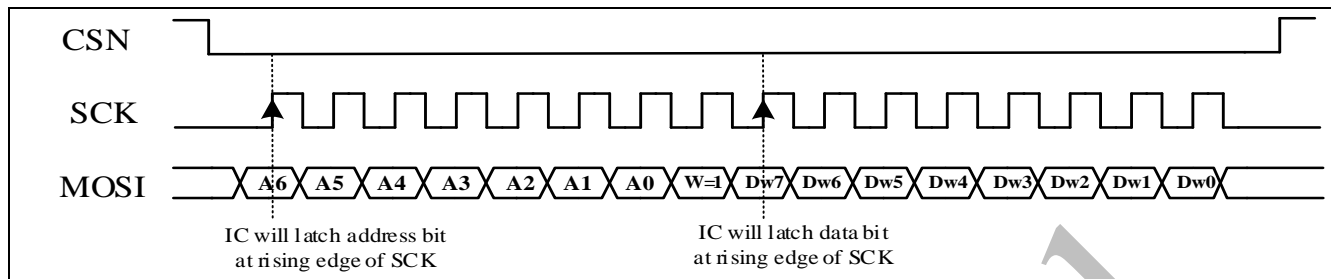 CSN
SCK
MOSI A6 A5 A4 A3 A2 A1 A0 W=1 Dw7 Dw6 Dw5 Dw4 Dw3 Dw2 Dw1 Dw0
IC will latch address bit
at rising edge of SCK
IC will latch data bit
at rising edge of SCK